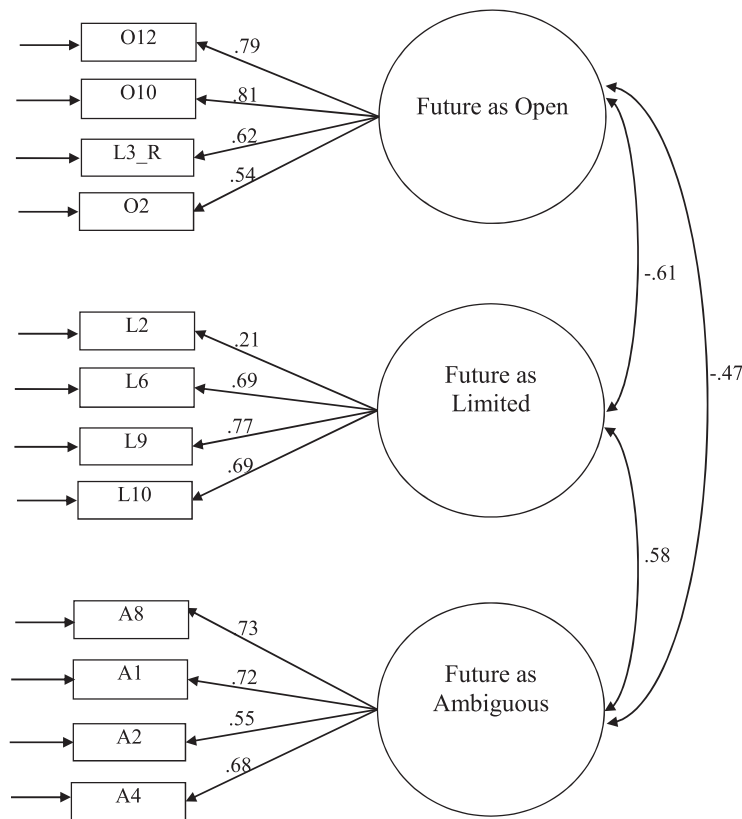 O12
.79
O10
.81
Future as Open
L3_R
.62
O2
.54
-.61
L2
.21
L6
.69
Future as
Limited
-.47
L9
.77
L10
.69
.58
A8
.73
A1
.72
Future as
Ambiguous
A2
.55
A4
.68